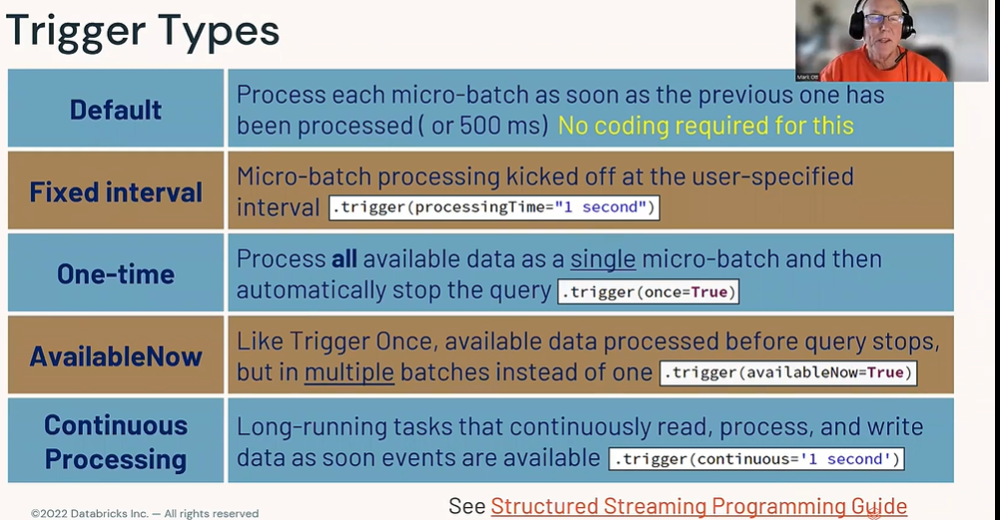 Trigger Types
Mark Ott
Default
Process each micro-batch as soon as the previous one has
been processed ( or 500 ms) No coding required for this
Fixed interval
Micro-batch processing kicked off at the user-specified
interval .trigger(processingTime="1 second")
One-time
Process all available data as a single micro-batch and then
automatically stop the query .trigger(once=True)
AvailableNow
Like Trigger Once, available data processed before query stops,
but in multiple batches instead of one .trigger(availableNow=True)
Continuous
Processing
Long-running tasks that continuously read, process, and write
data as soon events are available .trigger(continuous='1 second')
See Structured Streaming Programming Guide
©2022 Databricks Inc. — All rights reserved